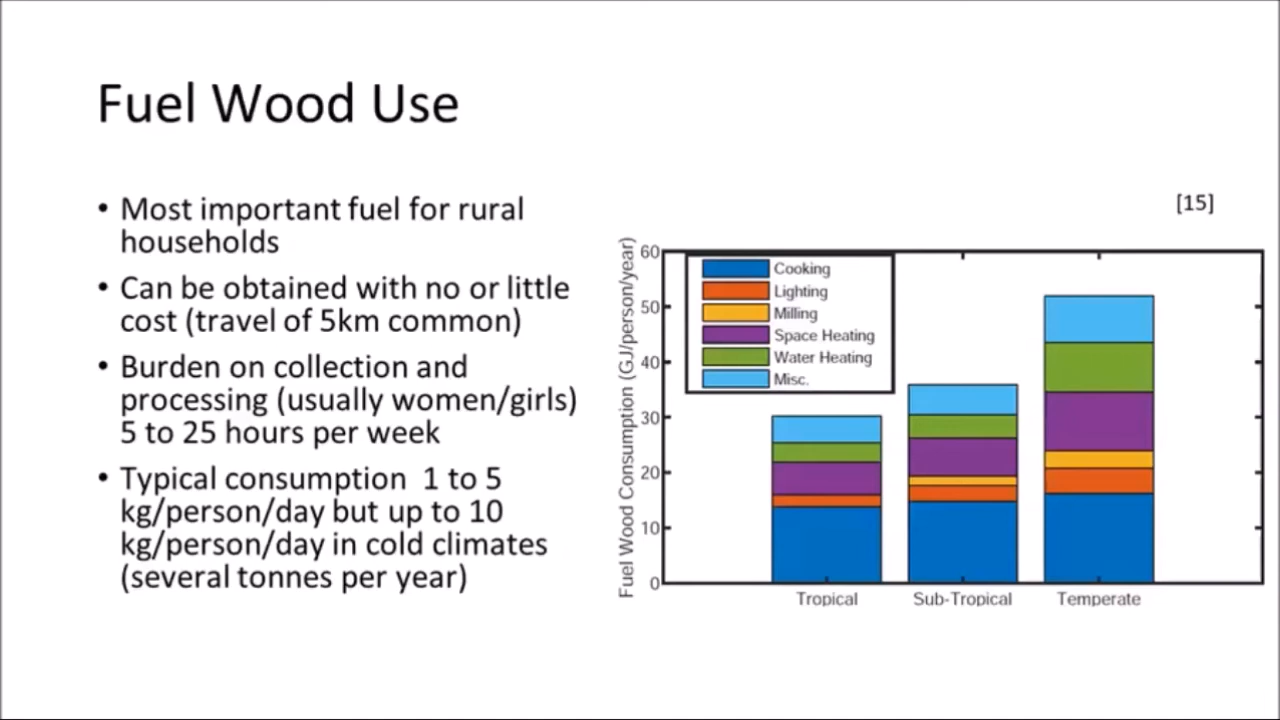 Fuel Wood Use
• Most important fuel for rural
households
• Can be obtained with no or little
cost (travel of 5km common)
• Burden on collection and
processing (usually women/girls)
5 to 25 hours per week
• Typical consumption 1 to 5
kg/person/day but up to 10
kg/person/day in cold climates
(several tonnes per year)
[15]
Fuel Wood Consumption (GJ/person/year)
60
50
40
30
20
10
0
Cooking
Lighting
Milling
Space Heating
Water Heating
Misc.
Tropical
Sub-Tropical
Temperate